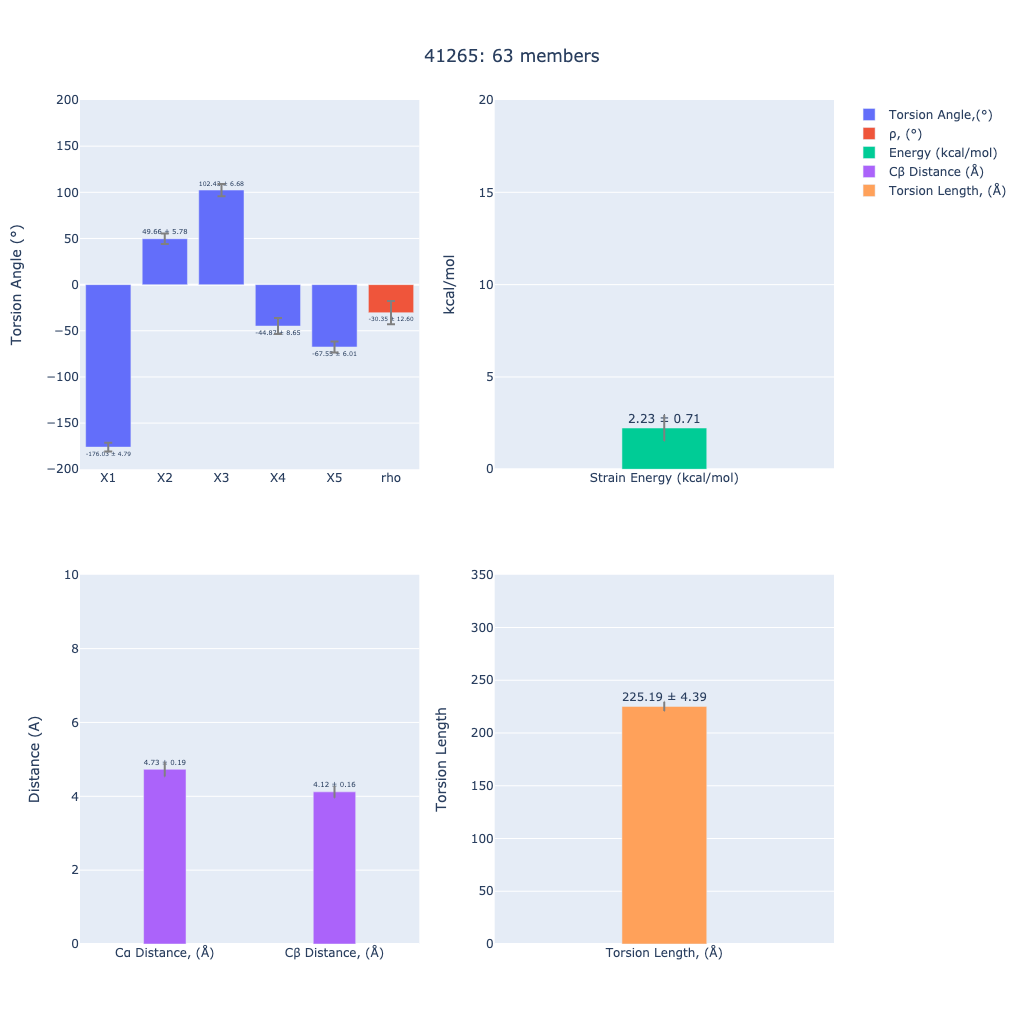 41265: 63 members
Torsion Angle (°)
200
150
100
50
0
−50
−100
−150
−200
-176.03 ± 4.79
49.66 ± 5.78
102.43 ± 6.68
-44.87 ± 8.65
-67.53 ± 6.01
-30.35 ± 12.60
X1 X2 X3 X4 X5 rho
kcal/mol
20
15
10
5
0
2.23 ± 0.71
Strain Energy (kcal/mol)
Torsion Angle,(°)
ρ, (°)
Energy (kcal/mol)
Cβ Distance (Å)
Torsion Length, (Å)
Distance (A)
10
8
6
4
2
0
4.73 ± 0.19
4.12 ± 0.16
Cα Distance, (Å) Cβ Distance, (Å)
Torsion Length
350
300
250
200
150
100
50
0
225.19 ± 4.39
Torsion Length, (Å)